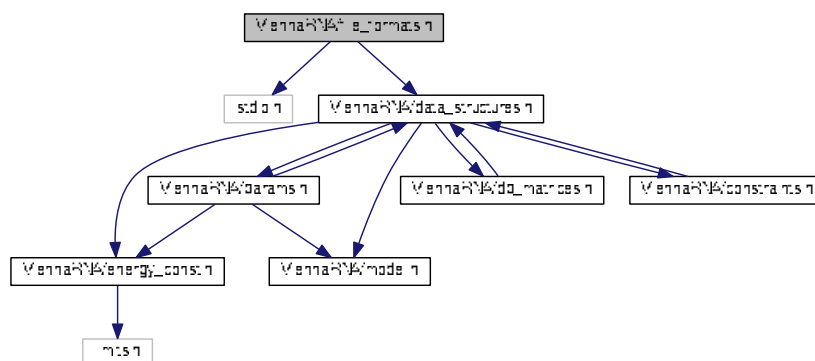 ViennaRNA/file_formats.h
stdio.h
ViennaRNA/data_structures.h
ViennaRNA/params.h
ViennaRNA/dp_matrices.h
ViennaRNA/constraints.h
ViennaRNA/energy_const.h
ViennaRNA/model.h
limits.h